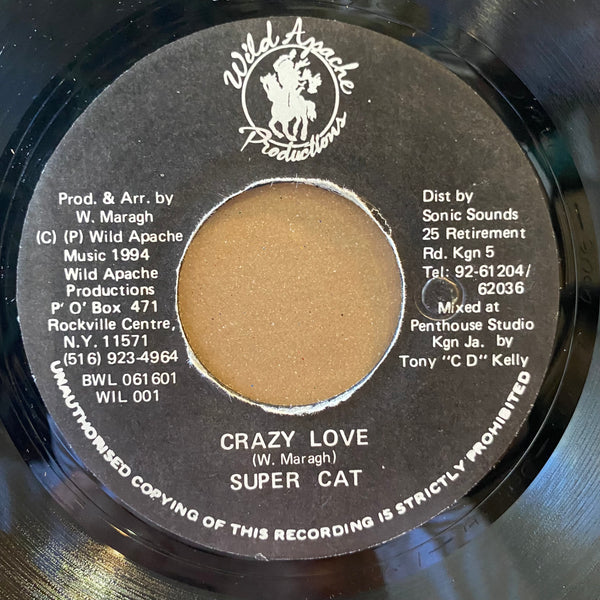 Wild Apache
Productions
Prod. & Arr. by
W. Maragh
(C) (P) Wild Apache
Music 1994
Wild Apache
Productions
P' O' Box 471
Rockville Centre,
N.Y. 11571
(516) 923-4964
BWL 061601
WIL 001
Dist by
Sonic Sounds
25 Retirement
Rd. Kgn 5
Tel: 92-61204/
62036
Mixed at
Penthouse Studio
Kgn Ja. by
Tony "C D" Kelly
CRAZY LOVE
(W. Maragh)
SUPER CAT
UNAUTHORISED COPYING OF THIS RECORDING IS STRICTLY PROHIBITED